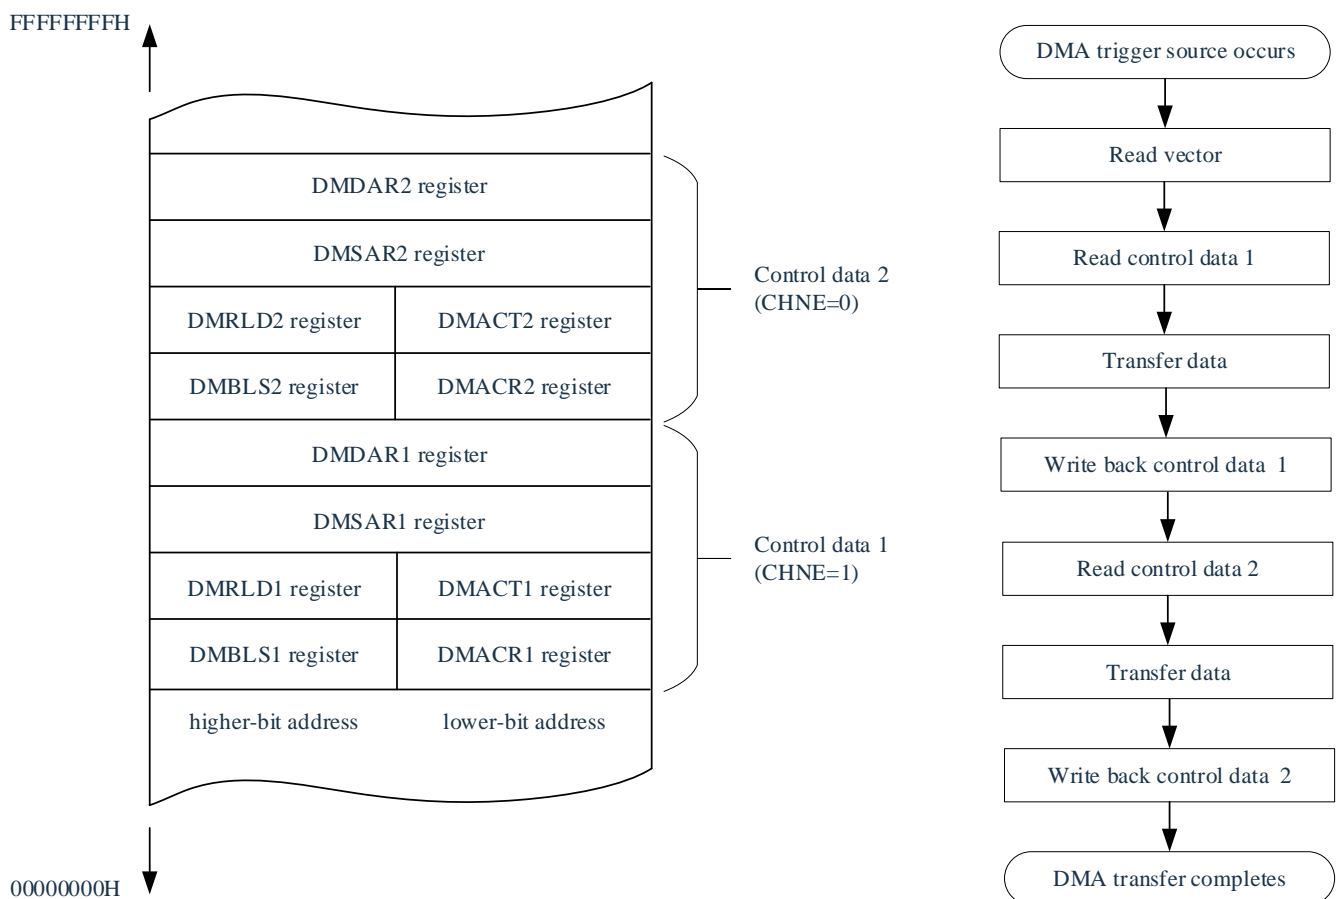 FFFFFFFFH
DMDAR2 register
DMSAR2 register
DMRLD2 register DMACT2 register
DMBLS2 register DMACR2 register
DMDAR1 register
DMSAR1 register
DMRLD1 register DMACT1 register
DMBLS1 register DMACR1 register
higher-bit address lower-bit address
00000000H
Control data 2
(CHNE=0)
Control data 1
(CHNE=1)
DMA trigger source occurs
Read vector
Read control data 1
Transfer data
Write back control data 1
Read control data 2
Transfer data
Write back control data 2
DMA transfer completes